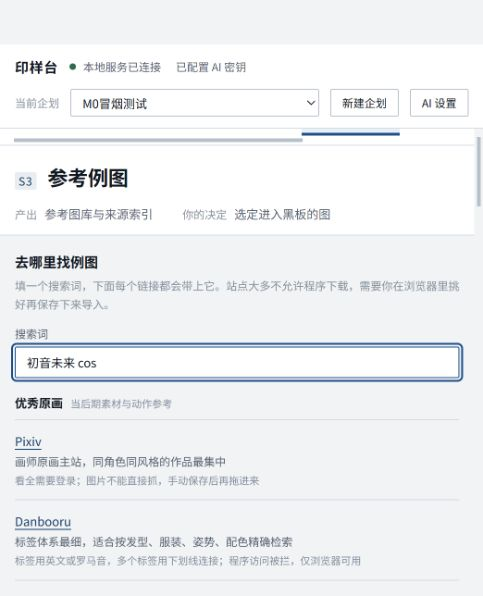 印样台 本地服务已连接 已配置 AI 密钥
当前企划 M0冒烟测试 新建企划 AI 设置
S3 参考例图
产出 参考图库与来源索引 你的决定 选定进入黑板的图
去哪里找例图
填一个搜索词，下面每个链接都会带上它。站点大多不允许程序下载，需要你在浏览器里挑
好再保存下来导入。
搜索词
初音未来 cos
优秀原画 当后期素材与动作参考
Pixiv
画师原画主站，同角色同风格的作品最集中
看全需要登录；图片不能直接抓，手动保存后再拖进来
Danbooru
标签体系最细，适合按发型、服装、姿势、配色精确检索
标签用英文或罗马音，多个标签用下划线连接；程序访问被拦，仅浏览器可用